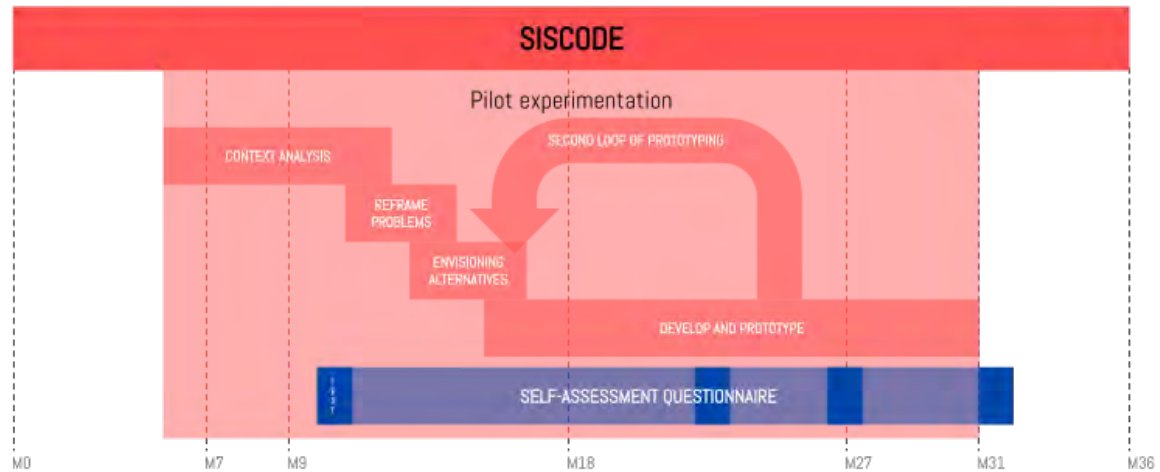 SISCODE
Pilot experimentation
SECOND LOOP OF PROTOTYPING
CONTEXT ANALYSIS
REFRAME
PROBLEMS
ENVISIONING
ALTERNATIVES
DEVELOP AND PROTOTYPE
SELF-ASSESSMENT QUESTIONNAIRE
M0
M7
M9
M18
M27
M31
M36